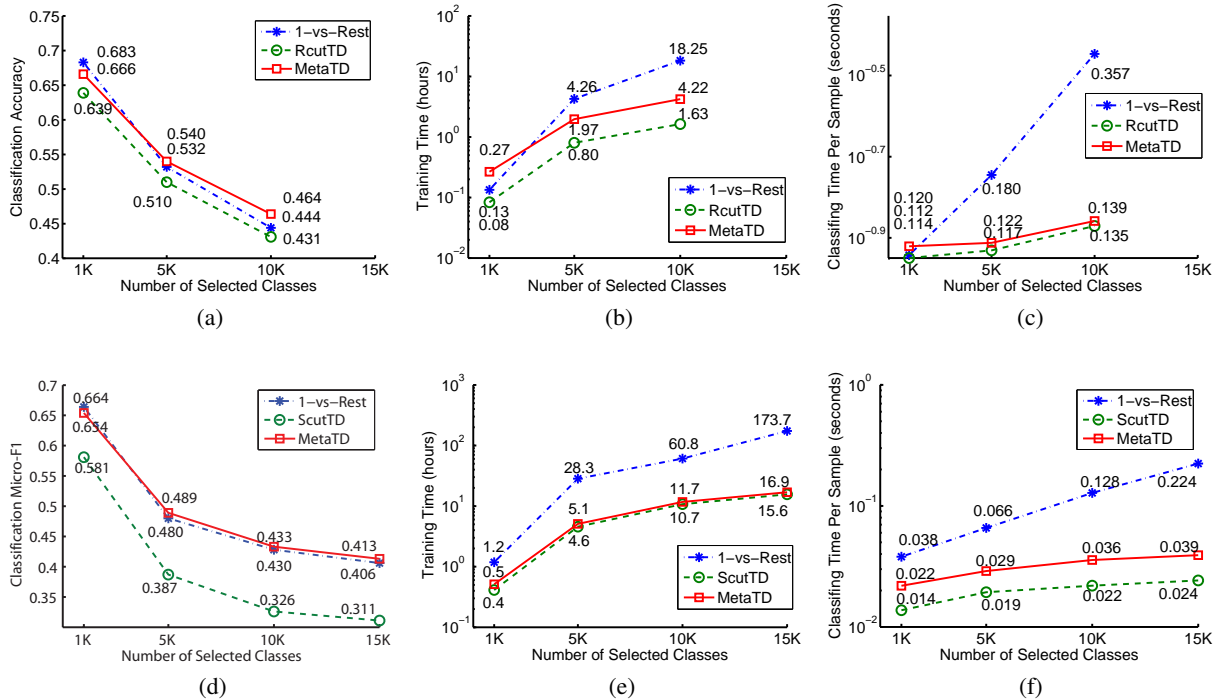 0.75
0.7
0.65
0.6
0.55
0.5
0.45
0.4
Classification Accuracy
0.683
0.666
0.639
0.540
0.532
0.510
0.464
0.444
0.431
1-vs-Rest
RcutTD
MetaTD
1K 5K 10K 15K
Number of Selected Classes
(a)
10^2
10^1
10^0
10^-1
10^-2
Training Time (hours)
0.27
0.13
0.08
4.26
1.97
0.80
18.25
4.22
1.63
1-vs-Rest
RcutTD
MetaTD
1K 5K 10K 15K
Number of Selected Classes
(b)
10^-0.5
10^-0.7
10^-0.9
Classifing Time Per Sample (seconds)
0.120
0.112
0.114
0.180
0.122
0.117
0.357
0.139
0.135
1-vs-Rest
RcutTD
MetaTD
1K 5K 10K 15K
Number of Selected Classes
(c)
0.7
0.65
0.6
0.55
0.5
0.45
0.4
0.35
Classification Micro-F1
0.664
0.654
0.581
0.489
0.480
0.387
0.433
0.430
0.326
0.413
0.406
0.311
1-vs-Rest
ScutTD
MetaTD
1K 5K 10K 15K
Number of Selected Classes
(d)
10^3
10^2
10^1
10^0
10^-1
Training Time (hours)
1.2
0.5
0.4
28.3
5.1
4.6
60.8
11.7
10.7
173.7
16.9
15.6
1-vs-Rest
ScutTD
MetaTD
1K 5K 10K 15K
Number of Selected Classes
(e)
10^0
10^-1
10^-2
Classifing Time Per Sample (seconds)
0.038
0.022
0.014
0.066
0.029
0.019
0.128
0.036
0.022
0.224
0.039
0.024
1-vs-Rest
ScutTD
MetaTD
1K 5K 10K 15K
Number of Selected Classes
(f)